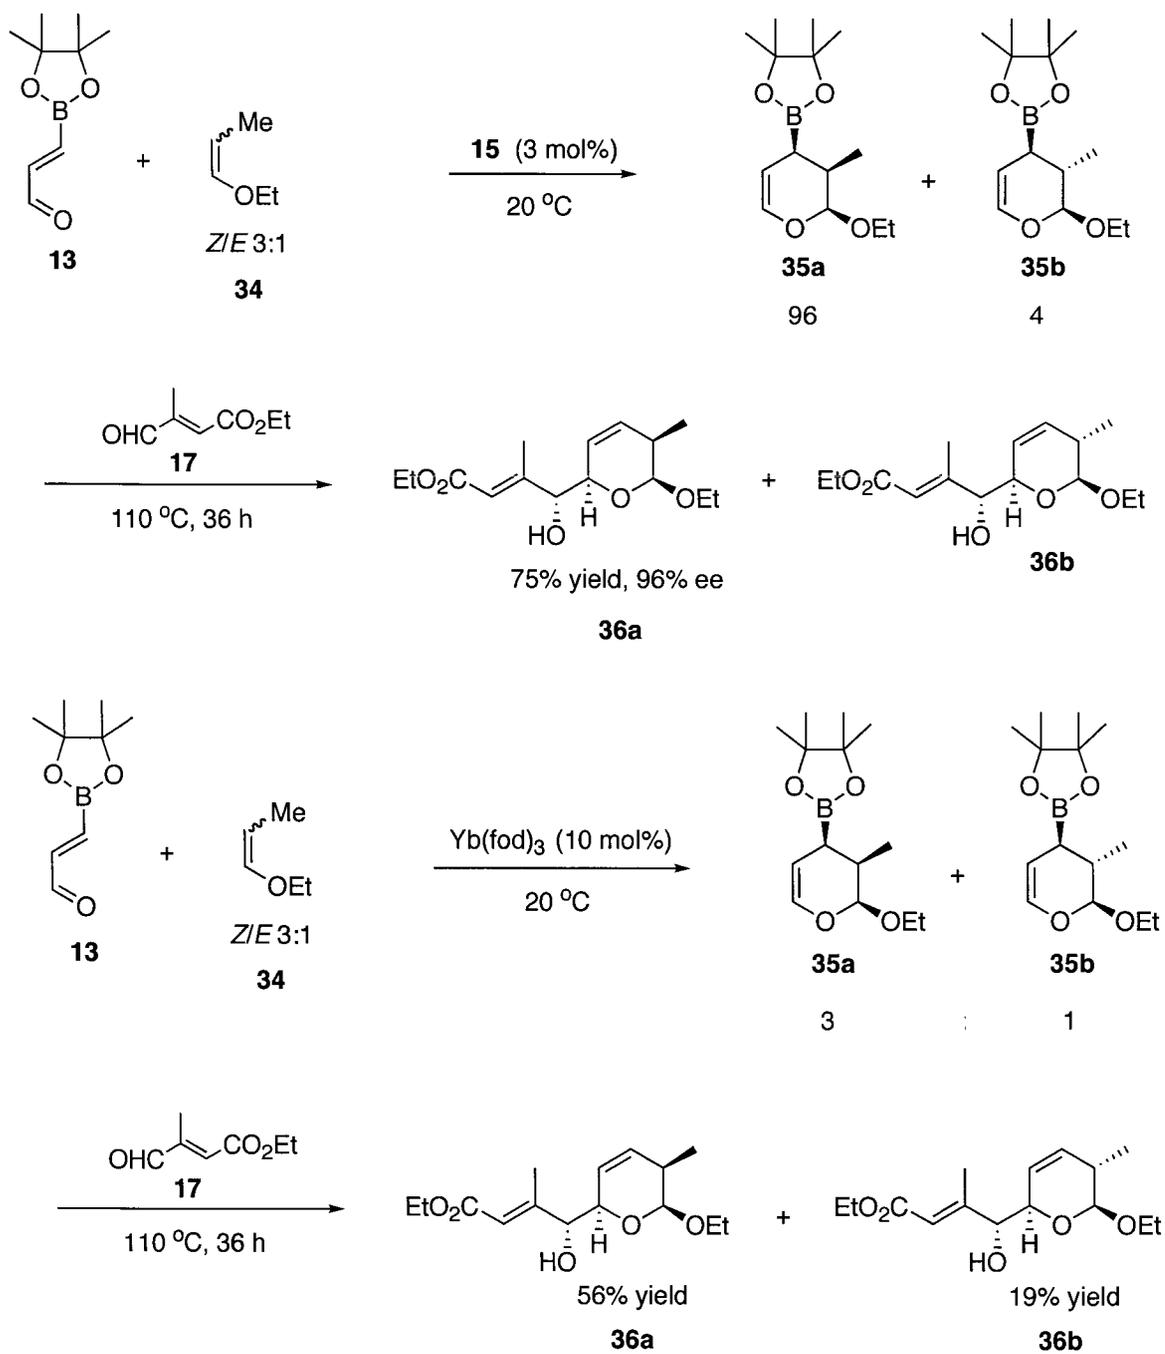 O O
B
Me
+
15 (3 mol%)
20 °C
OEt
O
13
Z/E 3:1
34
O O
B
O OEt
35a
96
+
O O
B
O OEt
35b
4
OHC CO2Et
17
110 °C, 36 h
EtO2C
HO H O OEt
75% yield, 96% ee
36a
+
EtO2C
HO H O OEt
36b
O O
B
Me
+
Yb(fod)3 (10 mol%)
20 °C
OEt
O
13
Z/E 3:1
34
O O
B
O OEt
35a
3
+
:
O O
B
O OEt
35b
1
OHC CO2Et
17
110 °C, 36 h
EtO2C
HO H O OEt
56% yield
36a
+
EtO2C
HO H O OEt
19% yield
36b